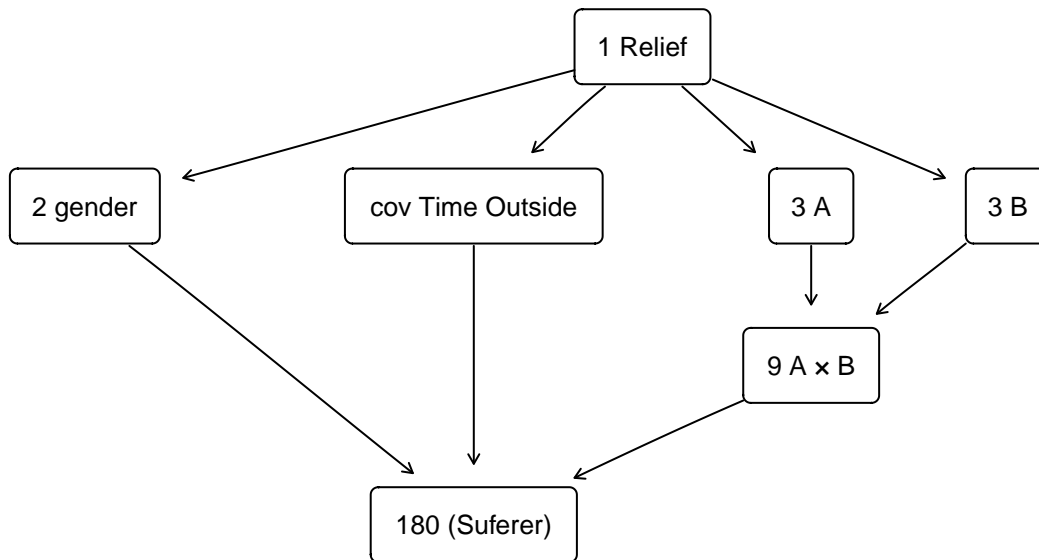 1 Relief
2 gender
cov Time Outside
3 A
3 B
9 A × B
180 (Suferer)